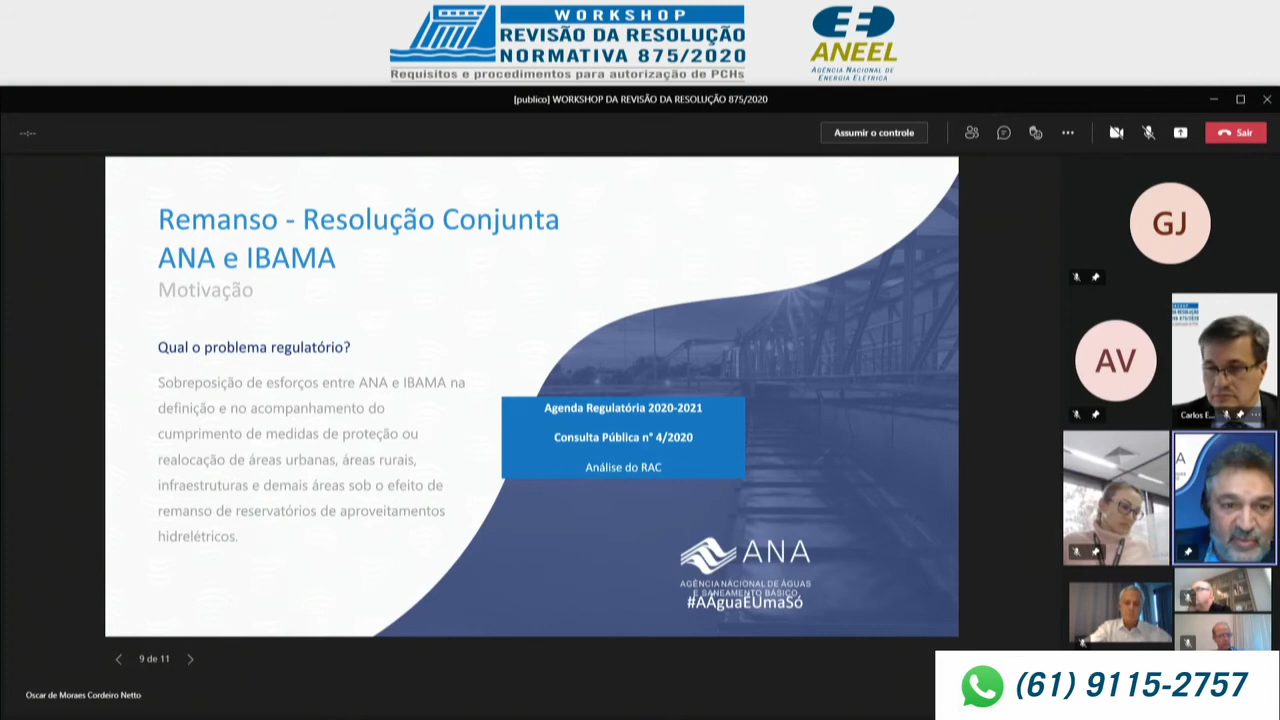 WORKSHOP
REVISÃO DA RESOLUÇÃO
NORMATIVA 875/2020
Requisitos e procedimentos para autorização de PCHs
ANEEL
AGÊNCIA NACIONAL DE
ENERGIA ELÉTRICA
[publico] WORKSHOP DA REVISÃO DA RESOLUÇÃO 875/2020
--:--
Assumir o controle
Sair
Remanso - Resolução Conjunta
ANA e IBAMA
Motivação
Qual o problema regulatório?
Sobreposição de esforços entre ANA e IBAMA na
definição e no acompanhamento do
cumprimento de medidas de proteção ou
realocação de áreas urbanas, áreas rurais,
infraestruturas e demais áreas sob o efeito de
remanso de reservatórios de aproveitamentos
hidrelétricos.
Agenda Regulatória 2020-2021
Consulta Pública n° 4/2020
Análise do RAC
ANA
AGÊNCIA NACIONAL DE ÁGUAS
E SANEAMENTO BÁSICO
#AÁguaÉUmaSó
GJ
AV
Carlos E...
A
9 de 11
Oscar de Moraes Cordeiro Netto
(61) 9115-2757